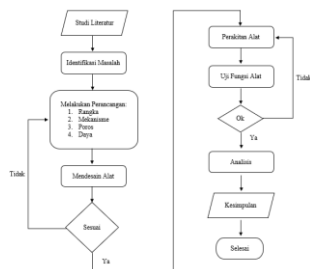 Studi Literatur
Identifikasi Masalah
Melakukan Perancangan:
1. Rangka
2. Mekanisme
3. Poros
4. Daya
Mendesain Alat
Tidak
Sesuai
Ya
Perakitan Alat
Uji Fungsi Alat
Tidak
Ok
Ya
Analisis
Kesimpulan
Selesai